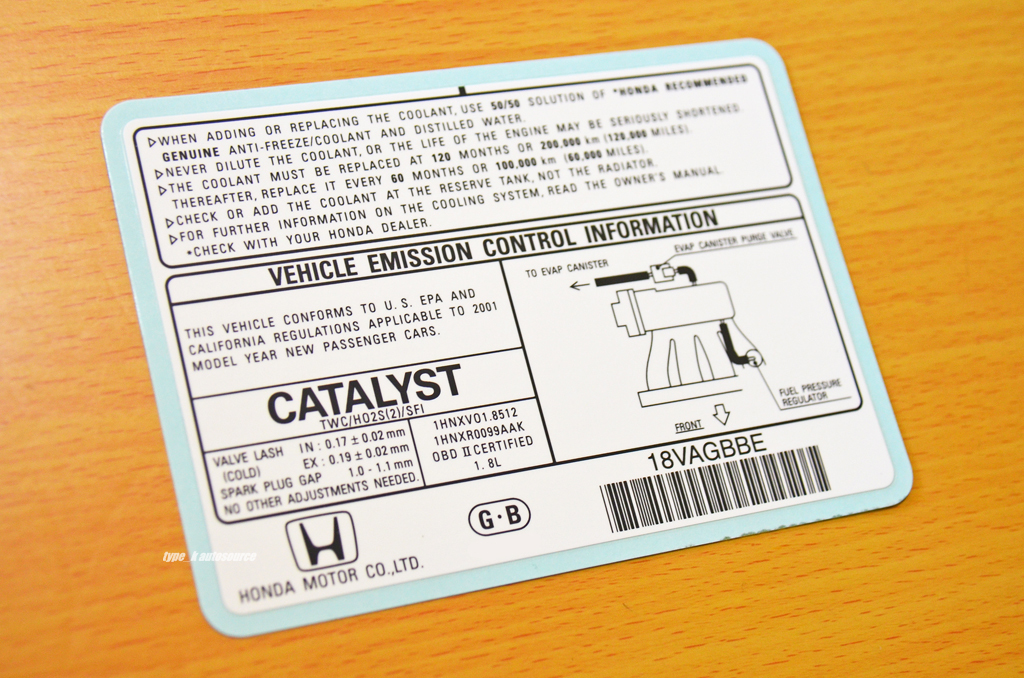 ▷WHEN ADDING OR REPLACING THE COOLANT, USE 50/50 SOLUTION OF *HONDA RECOMMENDED
GENUINE ANTI-FREEZE/COOLANT AND DISTILLED WATER.
▷NEVER DILUTE THE COOLANT, OR THE LIFE OF THE ENGINE MAY BE SERIOUSLY SHORTENED.
▷THE COOLANT MUST BE REPLACED AT 120 MONTHS OR 200,000 km (120,000 MILES).
THEREAFTER, REPLACE IT EVERY 60 MONTHS OR 100,000 km (60,000 MILES).
▷CHECK OR ADD THE COOLANT AT THE RESERVE TANK, NOT THE RADIATOR.
▷FOR FURTHER INFORMATION ON THE COOLING SYSTEM, READ THE OWNER'S MANUAL.
*CHECK WITH YOUR HONDA DEALER.
VEHICLE EMISSION CONTROL INFORMATION
THIS VEHICLE CONFORMS TO U.S. EPA AND
CALIFORNIA REGULATIONS APPLICABLE TO 2001
MODEL YEAR NEW PASSENGER CARS.
CATALYST
TWC/HO2S(2)/SFI
VALVE LASH IN : 0.17 ± 0.02 mm
(COLD) EX : 0.19 ± 0.02 mm
SPARK PLUG GAP 1.0 - 1.1 mm
NO OTHER ADJUSTMENTS NEEDED.
1HNXV01.8512
1HNXR0099AAK
OBD II CERTIFIED
1.8L
EVAP CANISTER PURGE VALVE
TO EVAP CANISTER
FUEL PRESSURE
REGULATOR
FRONT
18VAGBBE
G·B
HONDA MOTOR CO.,LTD.
type_k autosource